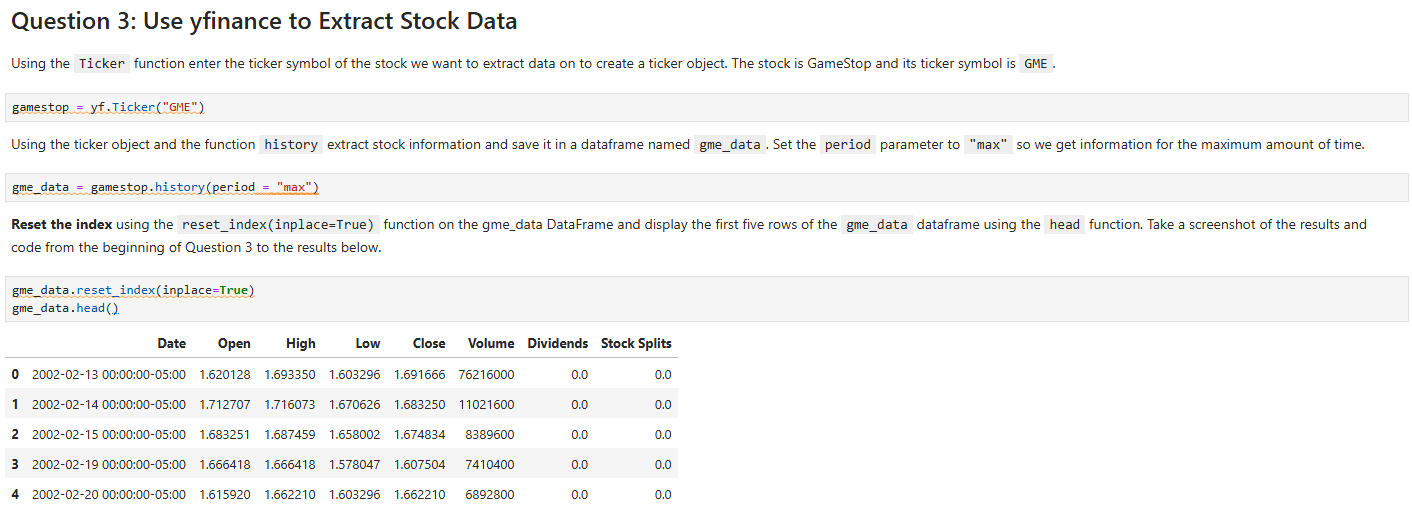 Question 3: Use yfinance to Extract Stock Data
Using the Ticker function enter the ticker symbol of the stock we want to extract data on to create a ticker object. The stock is GameStop and its ticker symbol is GME .
gamestop = yf.Ticker("GME")
Using the ticker object and the function history extract stock information and save it in a dataframe named gme_data . Set the period parameter to "max" so we get information for the maximum amount of time.
gme_data = gamestop.history(period = "max")
Reset the index using the reset_index(inplace=True) function on the gme_data DataFrame and display the first five rows of the gme_data dataframe using the head function. Take a screenshot of the results and
code from the beginning of Question 3 to the results below.
gme_data.reset_index(inplace=True)
gme_data.head()
Date Open High Low Close Volume Dividends Stock Splits
0 2002-02-13 00:00:00-05:00 1.620128 1.693350 1.603296 1.691666 76216000 0.0 0.0
1 2002-02-14 00:00:00-05:00 1.712707 1.716073 1.670626 1.683250 11021600 0.0 0.0
2 2002-02-15 00:00:00-05:00 1.683251 1.687459 1.658002 1.674834 8389600 0.0 0.0
3 2002-02-19 00:00:00-05:00 1.666418 1.666418 1.578047 1.607504 7410400 0.0 0.0
4 2002-02-20 00:00:00-05:00 1.615920 1.662210 1.603296 1.662210 6892800 0.0 0.0